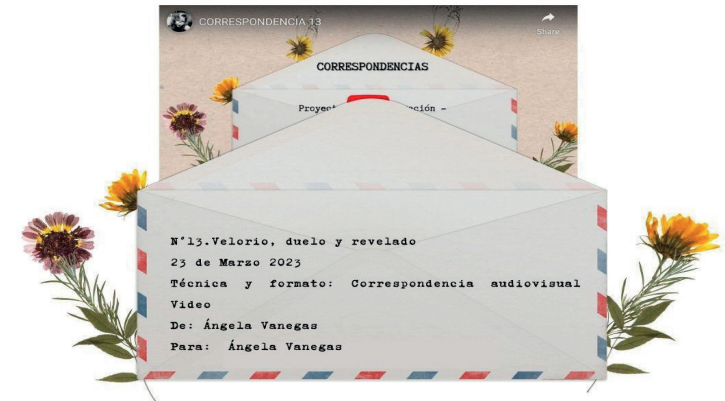 CORRESPONDENCIA 13
Share
CORRESPONDENCIAS
N°13.Velorio, duelo y revelado
23 de Marzo 2023
Técnica y formato: Correspondencia audiovisual
Video
De: Ángela Vanegas
Para: Ángela Vanegas